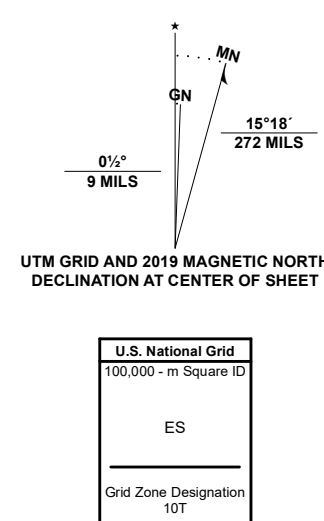 ★
MN
GN
15°18´
272 MILS
0½°
9 MILS
UTM GRID AND 2019 MAGNETIC NORTH
DECLINATION AT CENTER OF SHEET
U.S. National Grid
100,000 - m Square ID
ES
Grid Zone Designation
10T